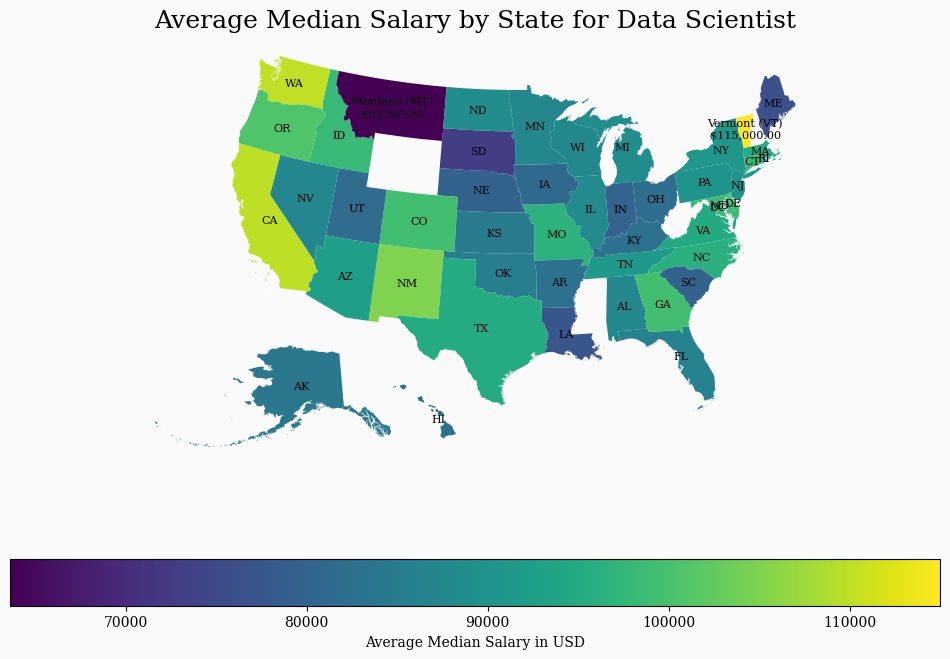 Average Median Salary by State for Data Scientist
WA
Montana (MT)
$63,603.62
ND
MN
ME
OR
ID
Vermont (VT)
$115,000.00
SD
WI
MI
NY
MA
CT
RI
NE
IA
PA
NJ
CA
NV
UT
CO
IL
IN
OH
MD
DE
DC
KS
MO
KY
VA
AZ
NM
OK
AR
TN
NC
SC
TX
AL
GA
LA
FL
AK
HI
70000
80000
90000
100000
110000
Average Median Salary in USD